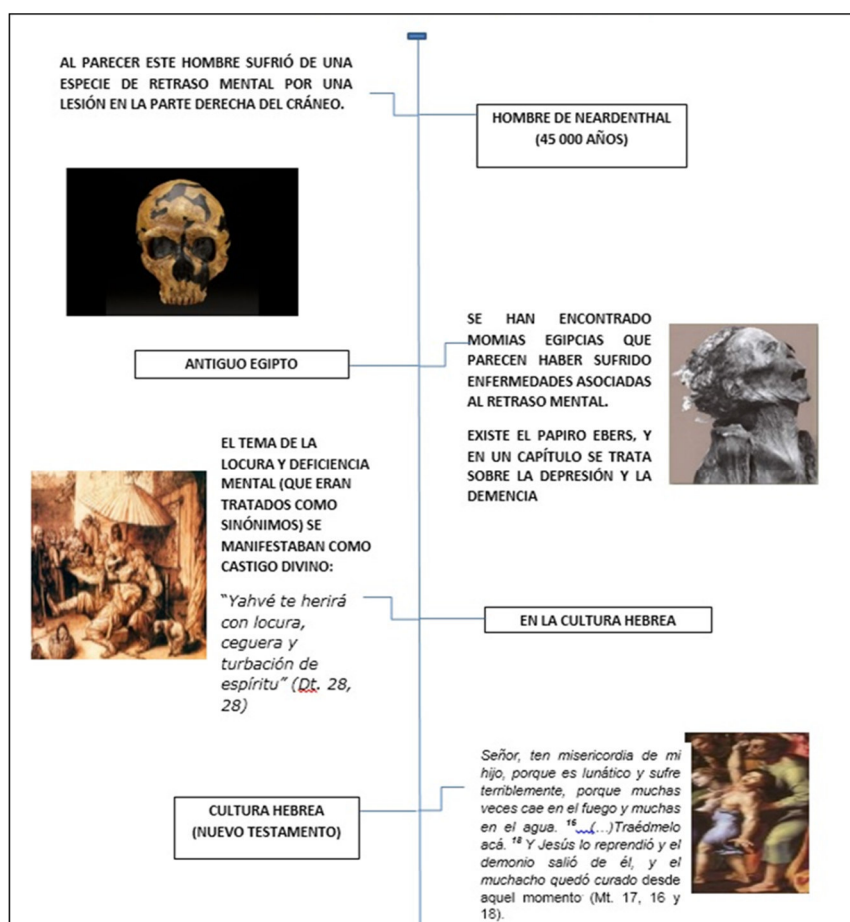 AL PARECER ESTE HOMBRE SUFRIÓ DE UNA
ESPECIE DE RETRASO MENTAL POR UNA
LESIÓN EN LA PARTE DERECHA DEL CRÁNEO.
HOMBRE DE NEARDENTHAL
(45 000 AÑOS)
ANTIGUO EGIPTO
SE HAN ENCONTRADO
MOMIAS EGIPCIAS QUE
PARECEN HABER SUFRIDO
ENFERMEDADES ASOCIADAS
AL RETRASO MENTAL.
EXISTE EL PAPIRO EBERS, Y
EN UN CAPÍTULO SE TRATA
SOBRE LA DEPRESIÓN Y LA
DEMENCIA
EL TEMA DE LA
LOCURA Y DEFICIENCIA
MENTAL (QUE ERAN
TRATADOS COMO
SINÓNIMOS) SE
MANIFESTABAN COMO
CASTIGO DIVINO:
"Yahvé te herirá
con locura,
ceguera y
turbación de
espíritu" (Dt. 28,
28)
EN LA CULTURA HEBREA
CULTURA HEBREA
(NUEVO TESTAMENTO)
Señor, ten misericordia de mi
hijo, porque es lunático y sufre
terriblemente, porque muchas
veces cae en el fuego y muchas
en el agua. 16 (...)Traédmelo
acá. 18 Y Jesús lo reprendió y el
demonio salió de él, y el
muchacho quedó curado desde
aquel momento (Mt. 17, 16 y
18).